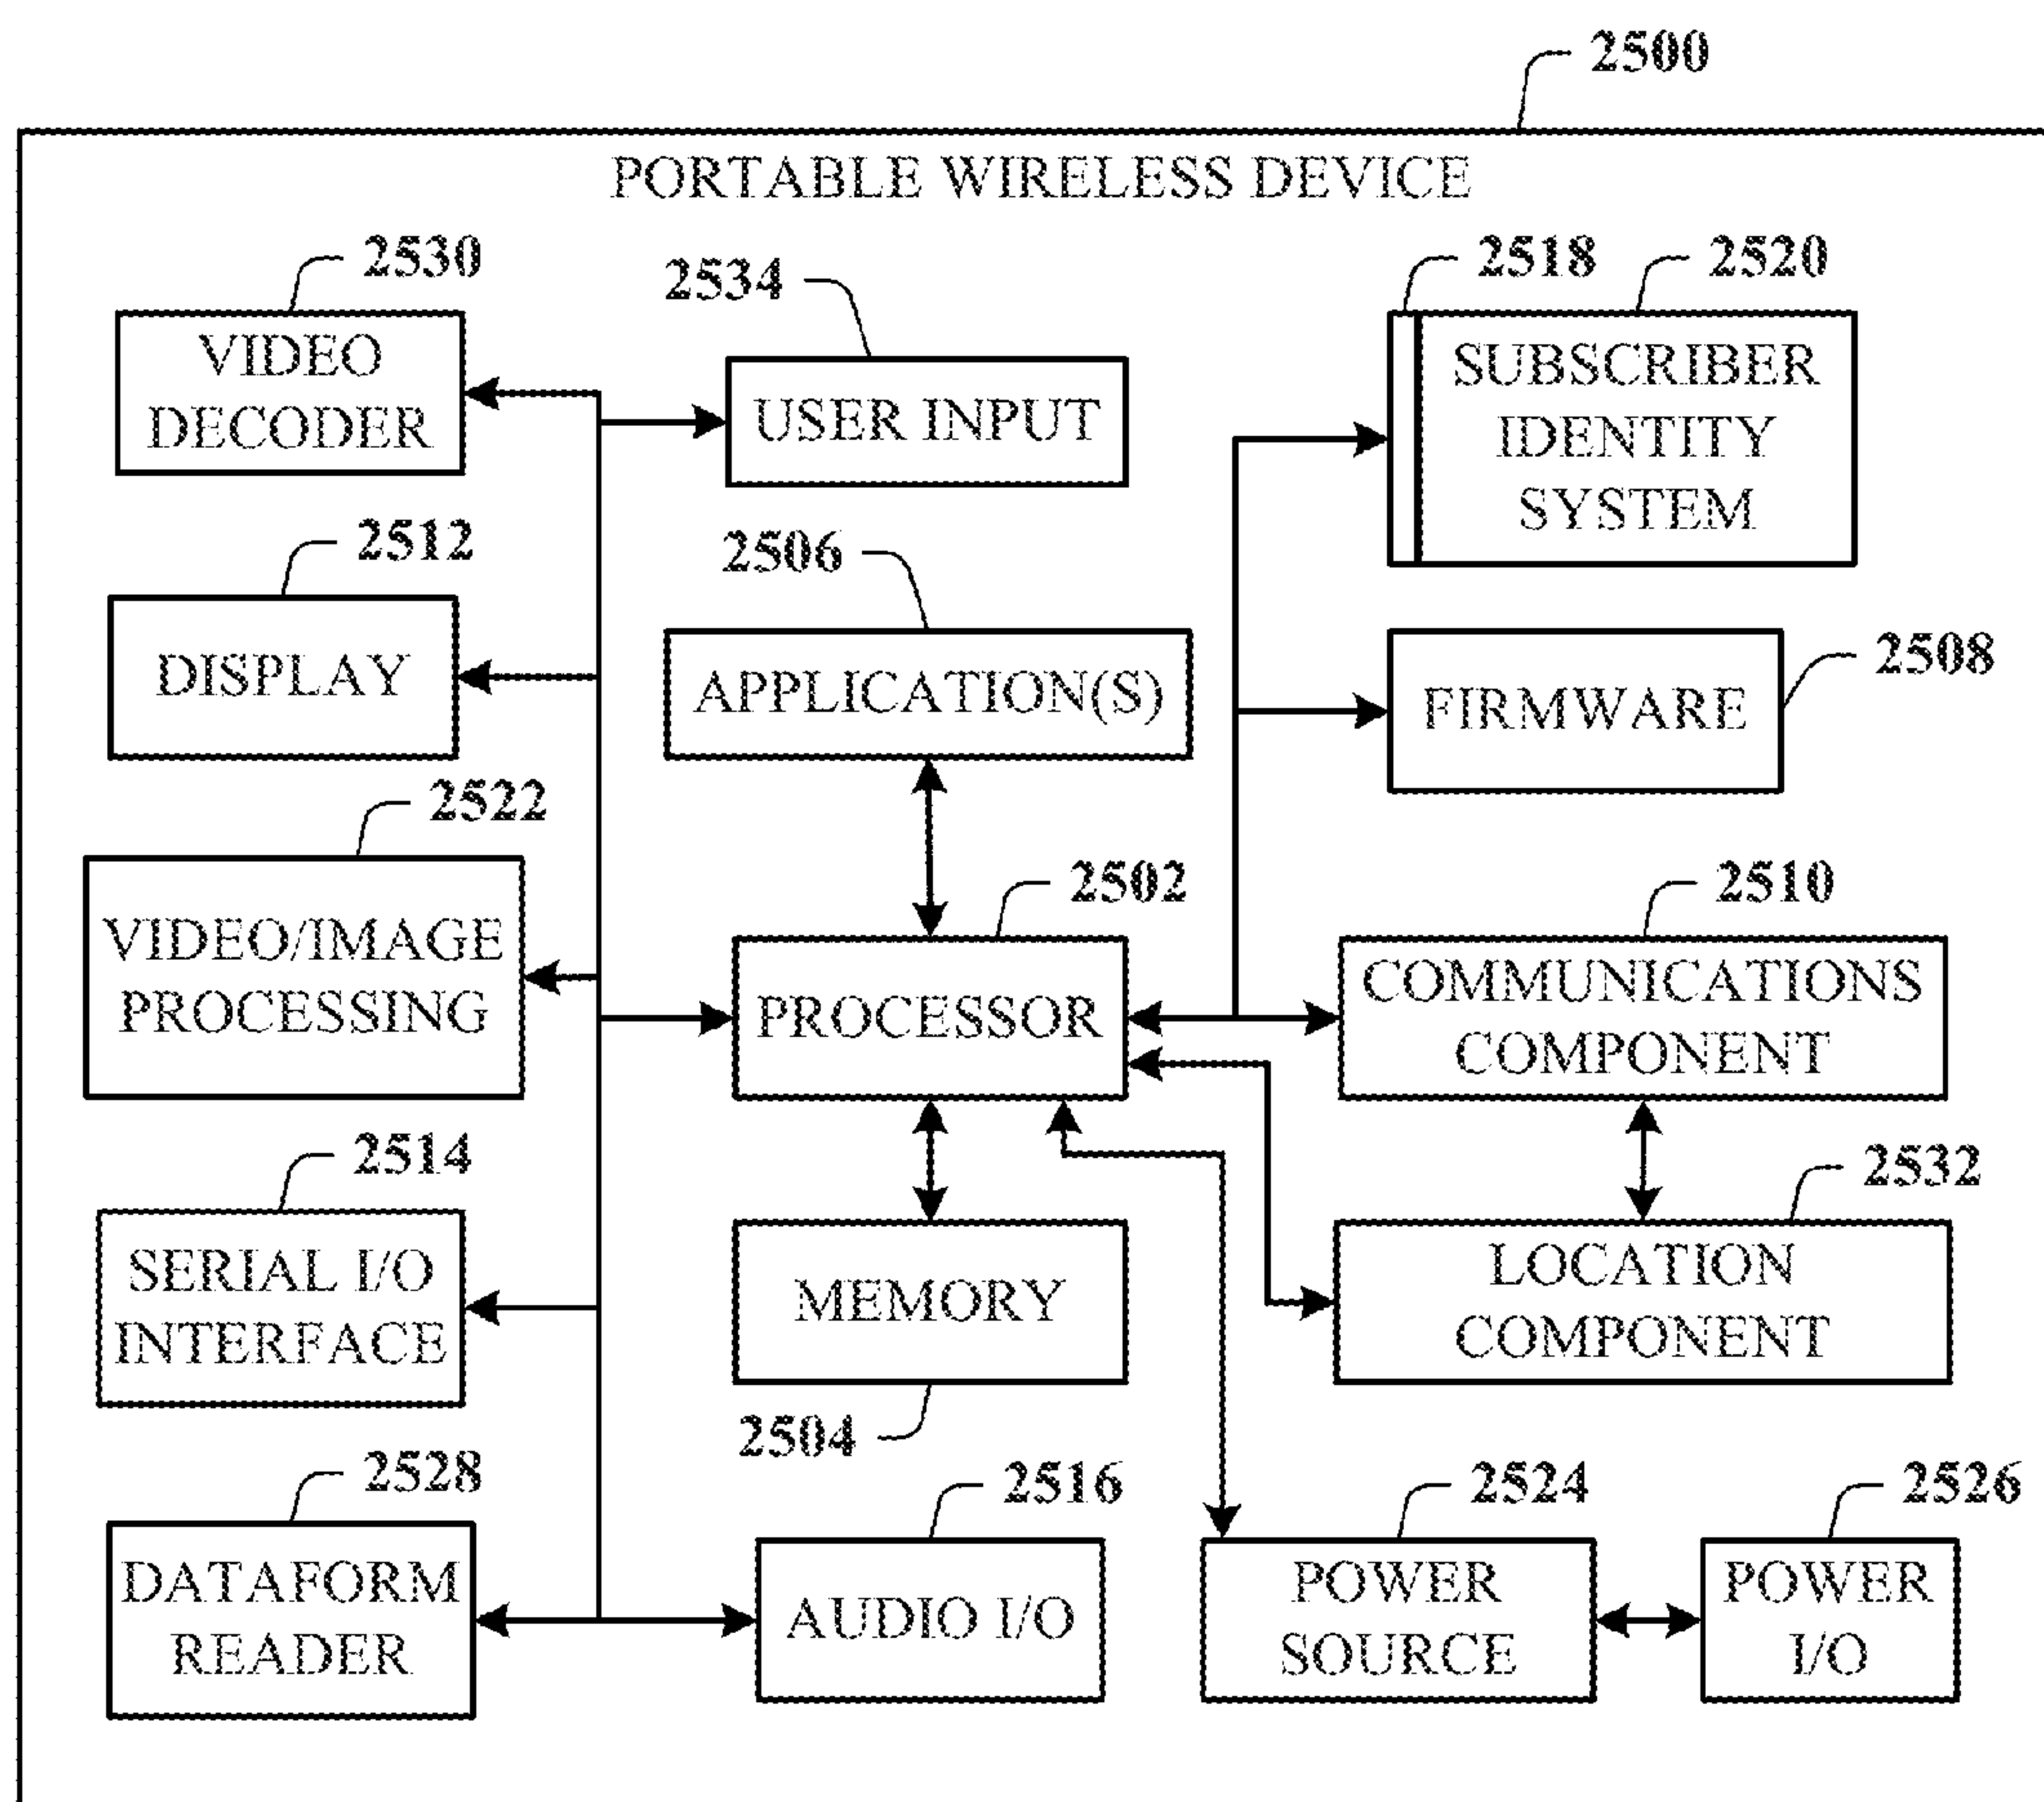 2500
PORTABLE WIRELESS DEVICE
2530
VIDEO
DECODER
2534
USER INPUT
2518
2520
SUBSCRIBER
IDENTITY
SYSTEM
2512
DISPLAY
2506
APPLICATION(S)
2508
FIRMWARE
2522
VIDEO/IMAGE
PROCESSING
2502
PROCESSOR
2510
COMMUNICATIONS
COMPONENT
2514
SERIAL I/O
INTERFACE
MEMORY
2504
2532
LOCATION
COMPONENT
2528
DATAFORM
READER
2516
AUDIO I/O
2524
POWER
SOURCE
2526
POWER
I/O